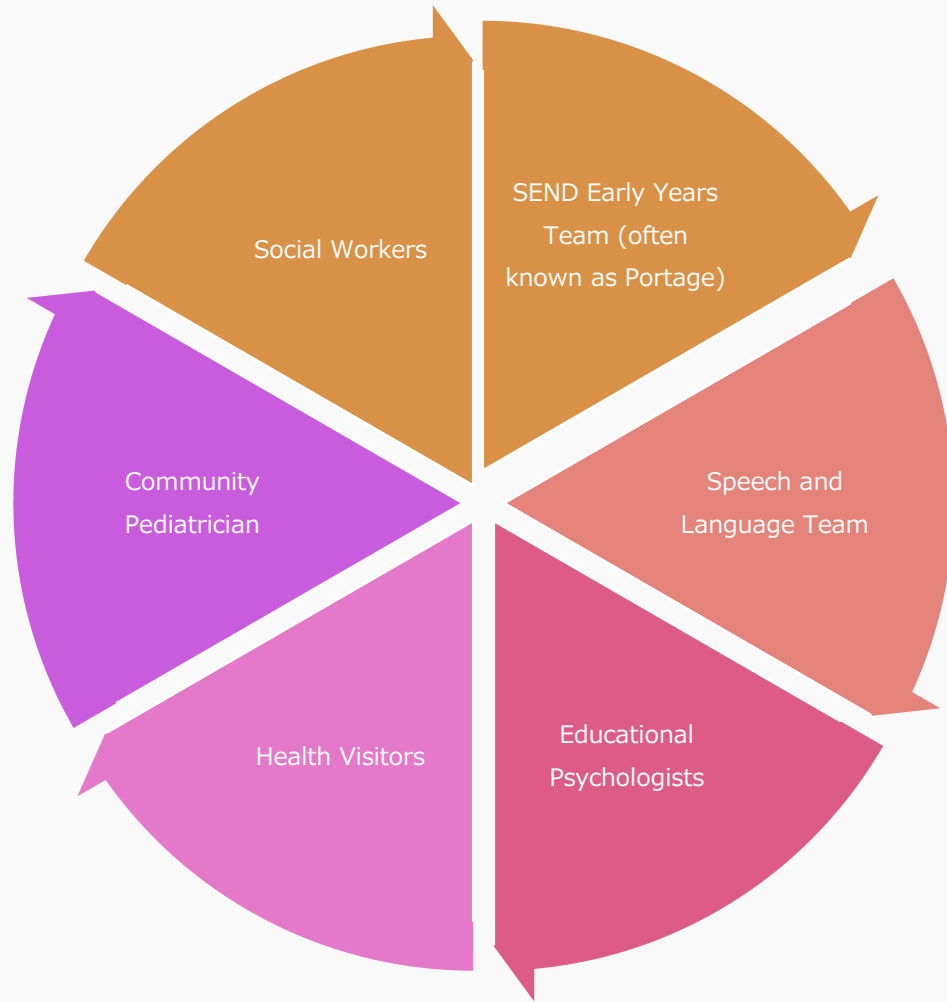 SEND Early Years
Team (often
known as Portage)
Speech and
Language Team
Educational
Psychologists
Health Visitors
Community
Pediatrician
Social Workers